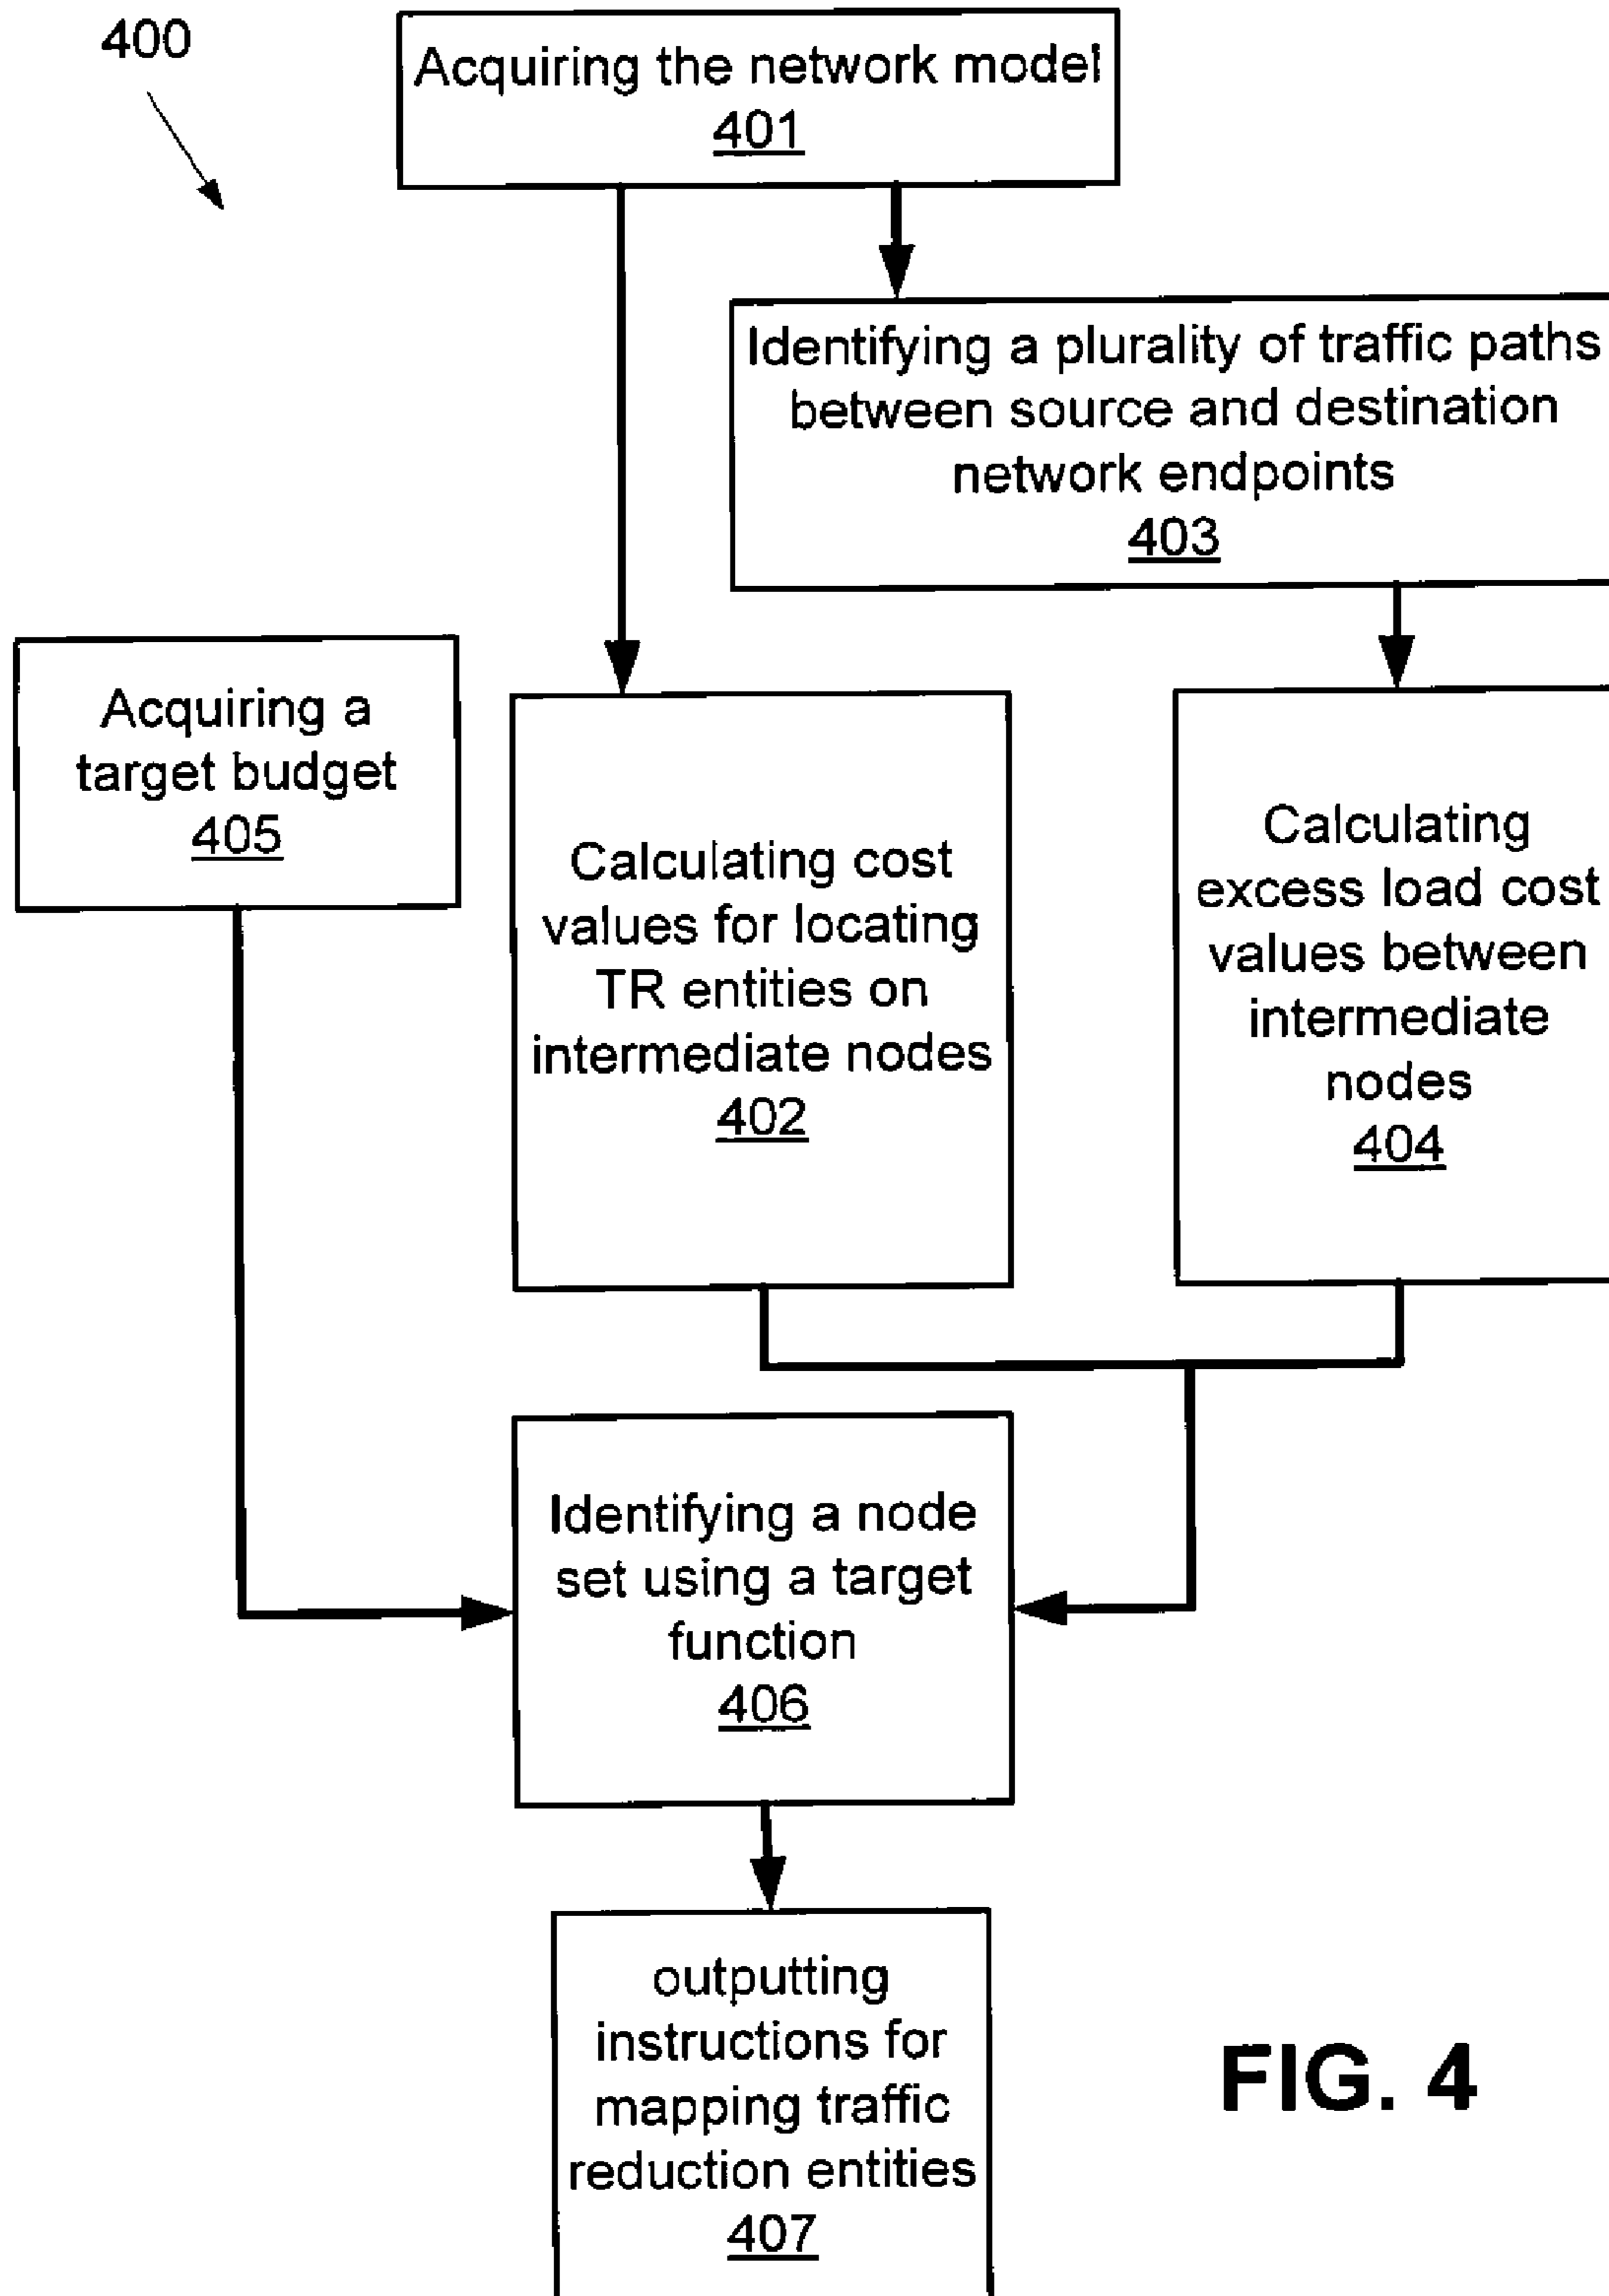 400
Acquiring the network model
401
Identifying a plurality of traffic paths
between source and destination
network endpoints
403
Acquiring a
target budget
405
Calculating cost
values for locating
TR entities on
intermediate nodes
402
Calculating
excess load cost
values between
intermediate
nodes
404
Identifying a node
set using a target
function
406
outputting
instructions for
mapping traffic
reduction entities
407
FIG. 4